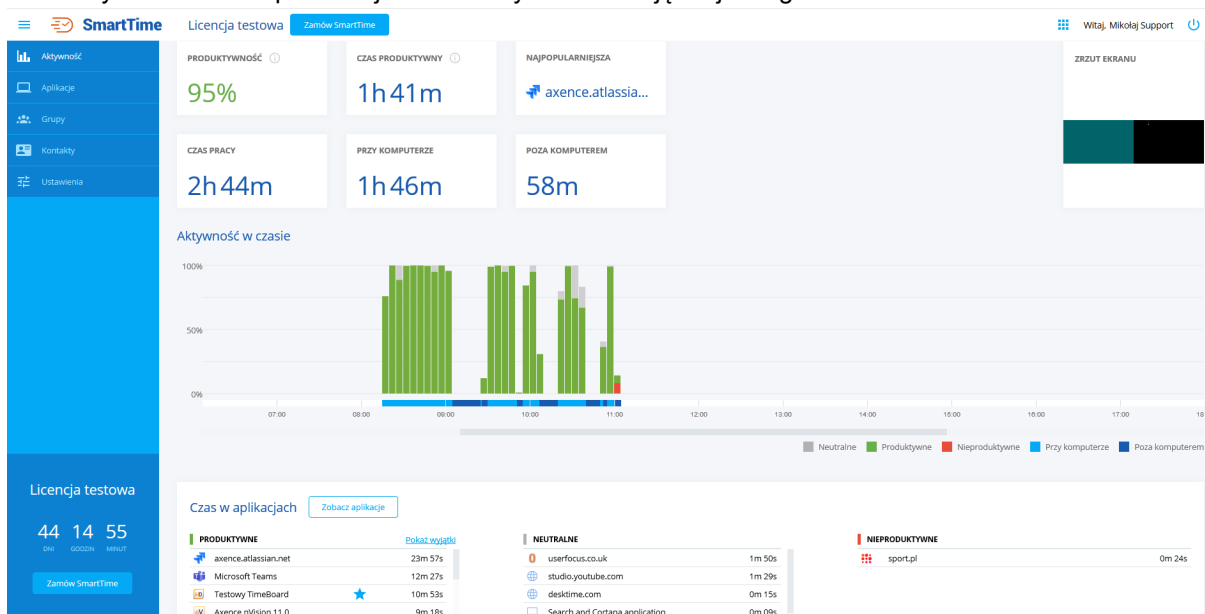 SmartTime
Licencja testowa
Zamów SmartTime
Witaj, Mikołaj Support
Aktywność
Aplikacje
Grupy
Kontakty
Ustawienia
PRODUKTYWNOŚĆ
CZAS PRODUKTYWNY
NAJPOPULARNIEJSZA
ZRZUT EKRANU
95%
1h 41m
axence.atlassia...
CZAS PRACY
PRZY KOMPUTERZE
POZA KOMPUTEREM
2h 44m
1h 46m
58m
Aktywność w czasie
100%
50%
0%
07:00 08:00 09:00 10:00 11:00 12:00 13:00 14:00 15:00 16:00 17:00 18
Neutralne Produktywne Nieproduktywne Przy komputerze Poza komputerem
Licencja testowa
44 14 55
DNI GODZIN MINUT
Zamów SmartTime
Czas w aplikacjach
Zobacz aplikacje
PRODUKTYWNE Pokaż wyjątki
axence.atlassian.net 23m 57s
Microsoft Teams 12m 27s
Testowy TimeBoard 10m 53s
Axence nVision 11.0 9m 18s
NEUTRALNE
userfocus.co.uk 1m 50s
studio.youtube.com 1m 29s
desktime.com 0m 15s
Search and Cortana application 0m 09s
NIEPRODUKTYWNE
sport.pl 0m 24s